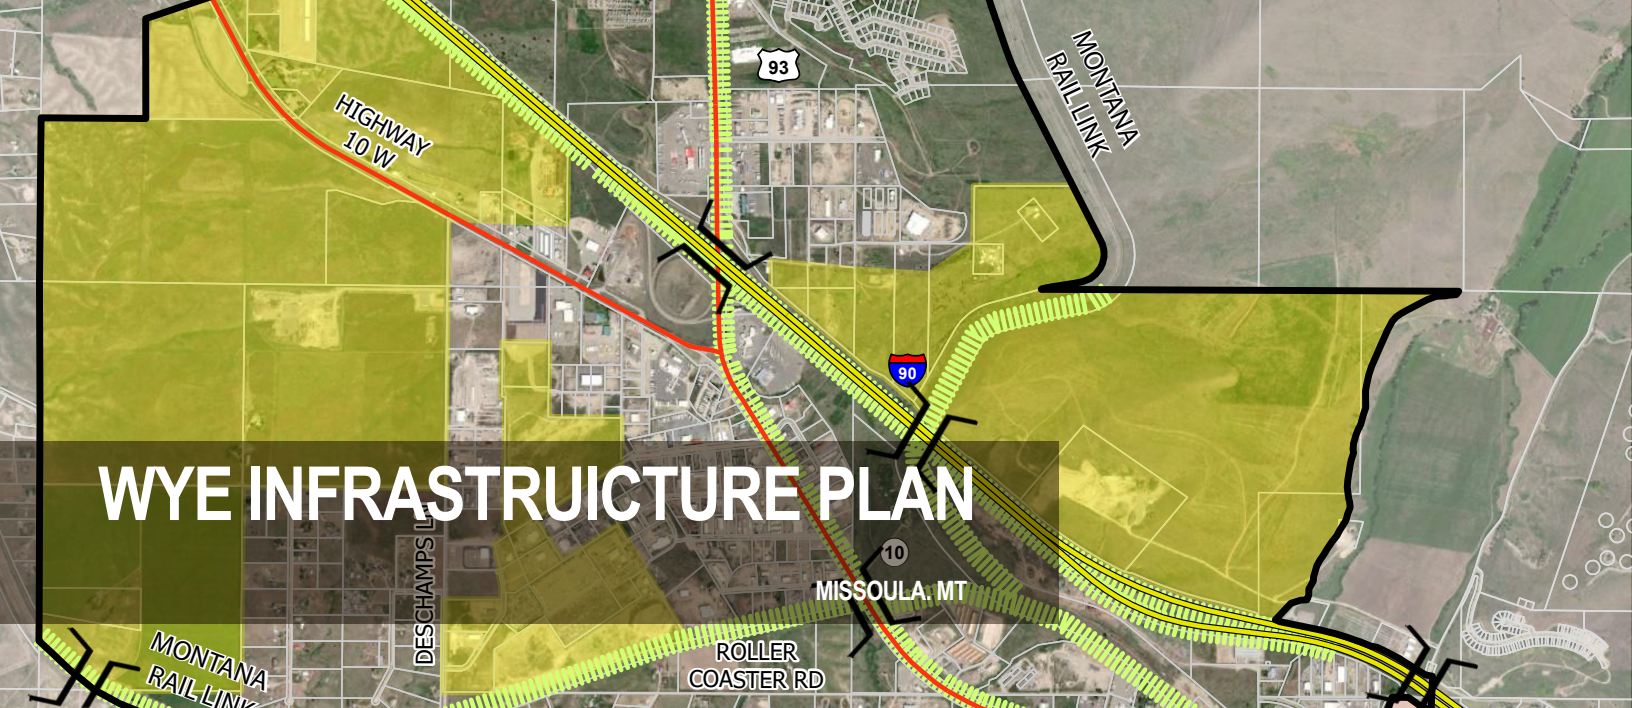 93
MONTANA
RAIL LINK
HIGHWAY
10 W
90
WYE INFRASTRUICTURE PLAN
10
MISSOULA. MT
DESCHAMPS L
ROLLER
COASTER RD
MONTANA
RAIL LINK